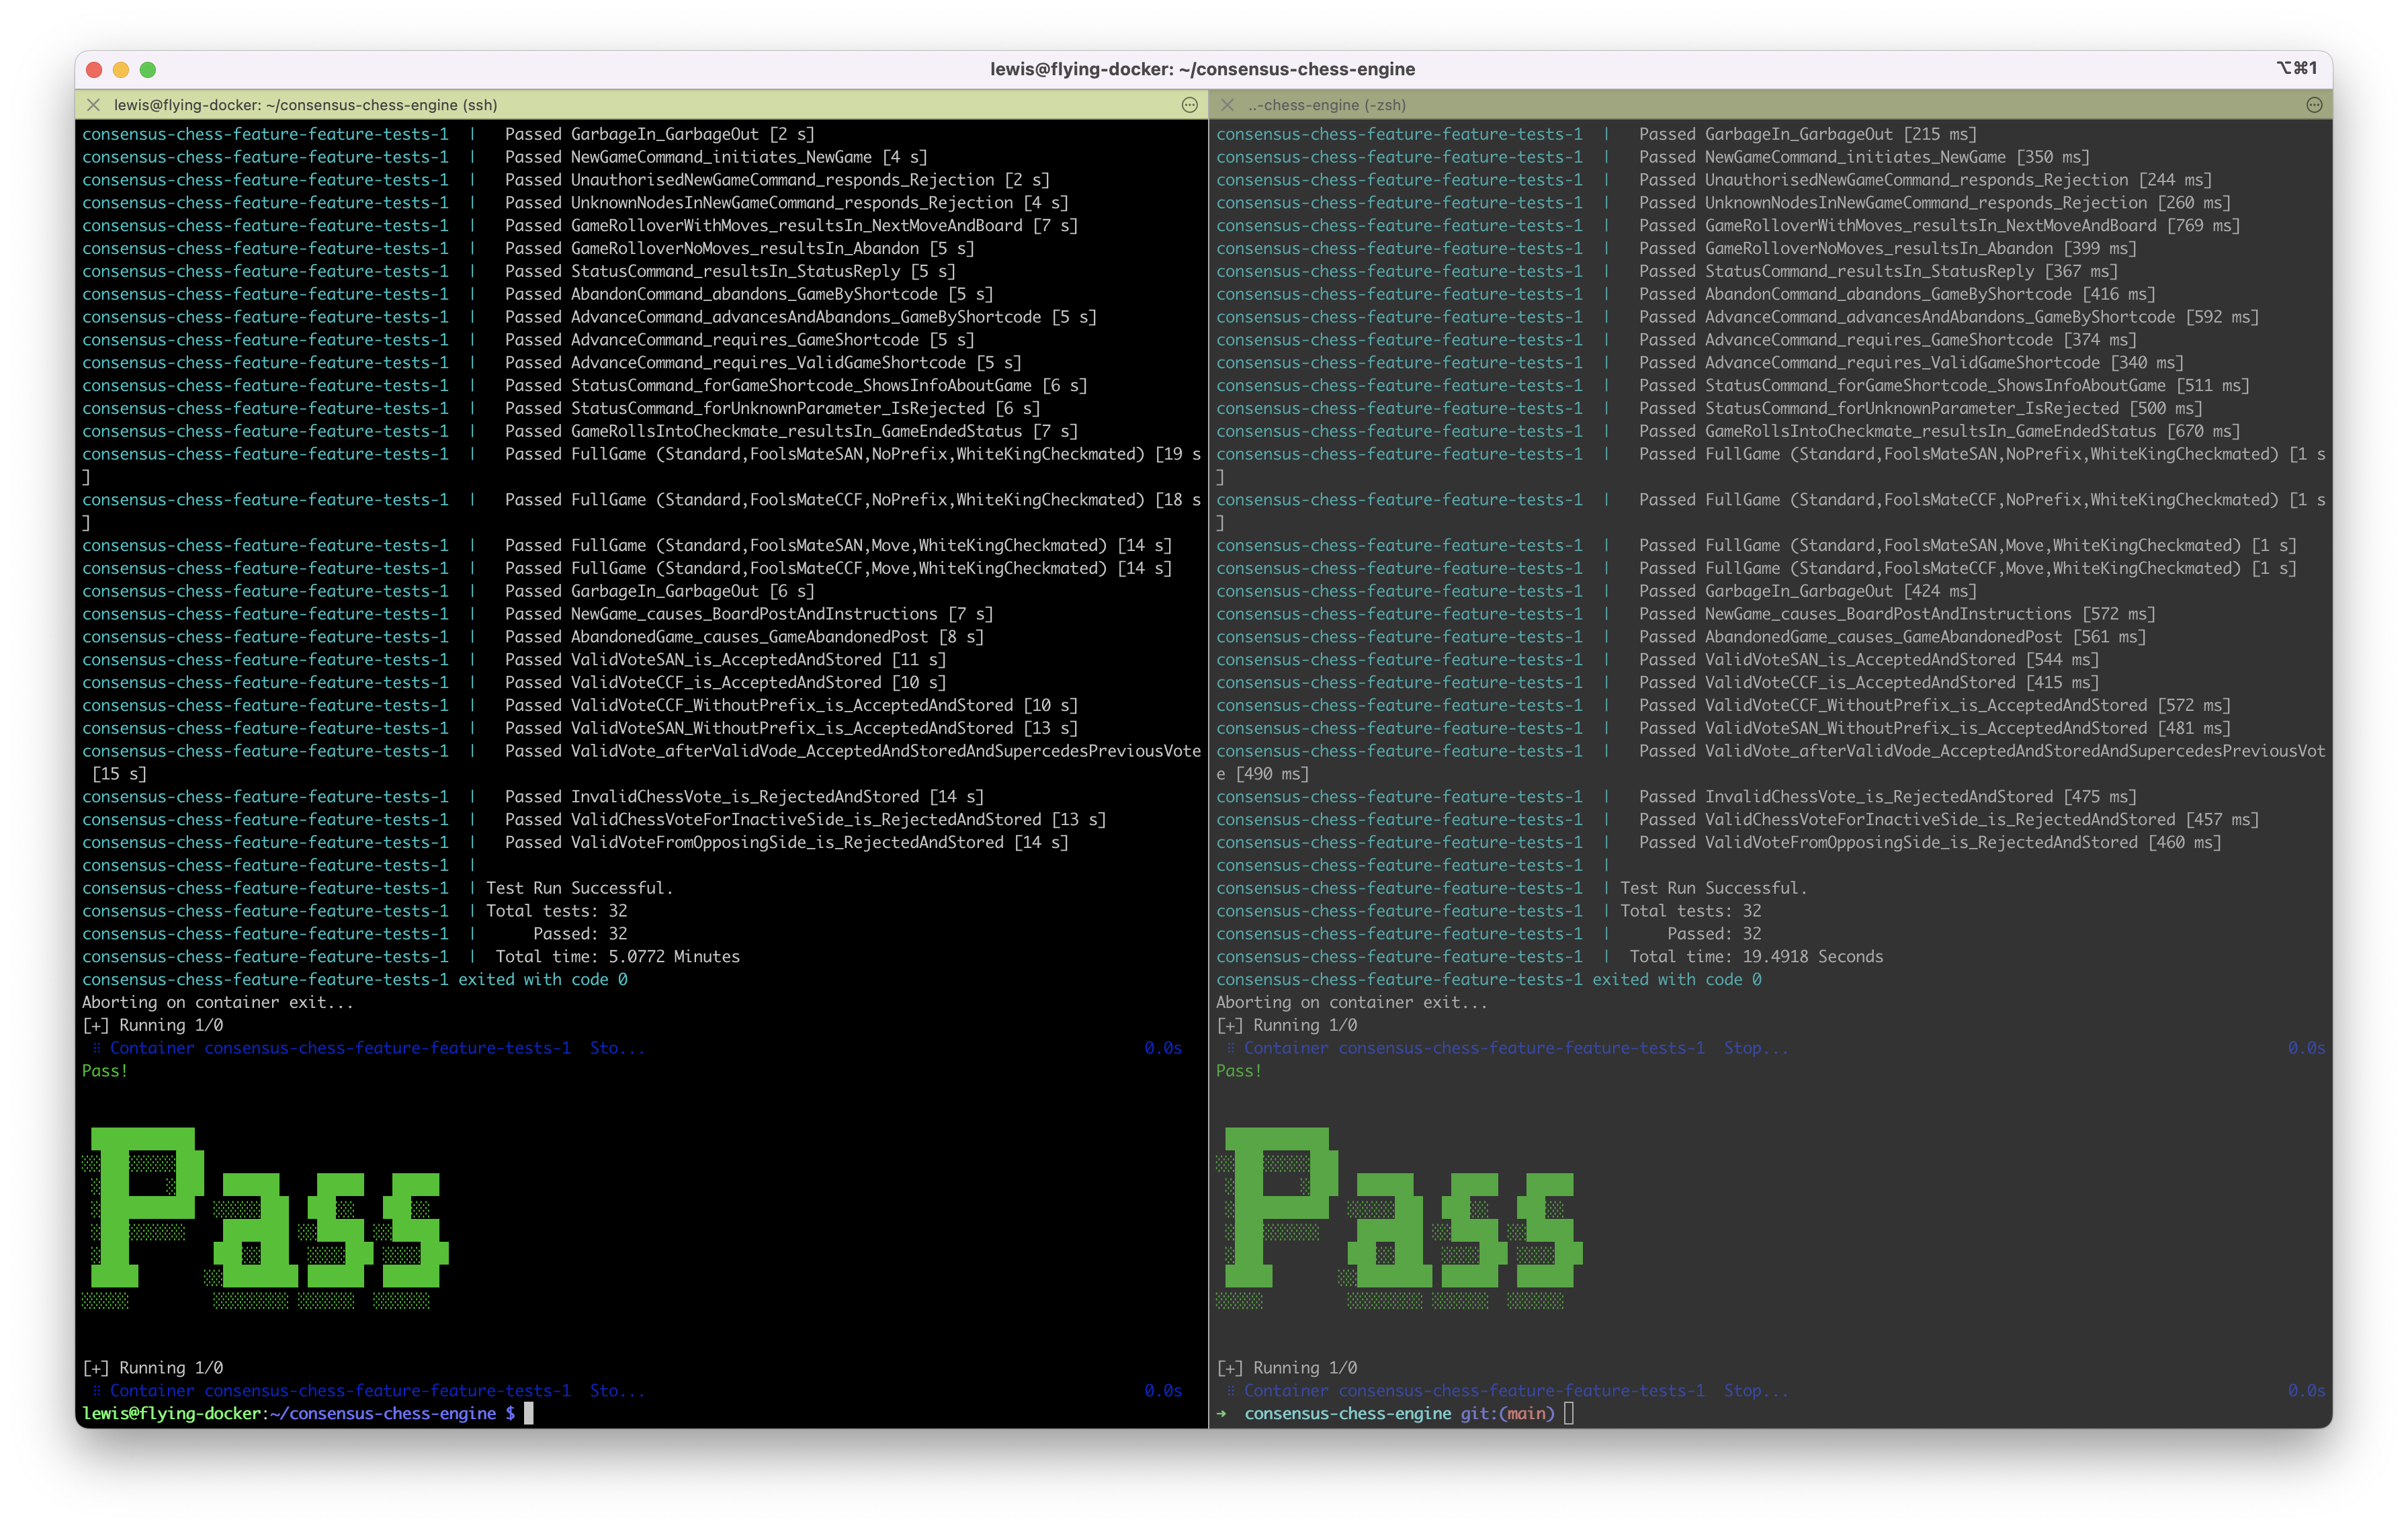 lewis@flying-docker: ~/consensus-chess-engine
⌥⌘1
lewis@flying-docker: ~/consensus-chess-engine (ssh)
consensus-chess-feature-feature-tests-1 | Passed GarbageIn_GarbageOut [2 s]
consensus-chess-feature-feature-tests-1 | Passed NewGameCommand_initiates_NewGame [4 s]
consensus-chess-feature-feature-tests-1 | Passed UnauthorisedNewGameCommand_responds_Rejection [2 s]
consensus-chess-feature-feature-tests-1 | Passed UnknownNodesInNewGameCommand_responds_Rejection [4 s]
consensus-chess-feature-feature-tests-1 | Passed GameRolloverWithMoves_resultsIn_NextMoveAndBoard [7 s]
consensus-chess-feature-feature-tests-1 | Passed GameRolloverNoMoves_resultsIn_Abandon [5 s]
consensus-chess-feature-feature-tests-1 | Passed StatusCommand_resultsIn_StatusReply [5 s]
consensus-chess-feature-feature-tests-1 | Passed AbandonCommand_abandons_GameByShortcode [5 s]
consensus-chess-feature-feature-tests-1 | Passed AdvanceCommand_advancesAndAbandons_GameByShortcode [5 s]
consensus-chess-feature-feature-tests-1 | Passed AdvanceCommand_requires_GameShortcode [5 s]
consensus-chess-feature-feature-tests-1 | Passed AdvanceCommand_requires_ValidGameShortcode [5 s]
consensus-chess-feature-feature-tests-1 | Passed StatusCommand_forGameShortcode_ShowsInfoAboutGame [6 s]
consensus-chess-feature-feature-tests-1 | Passed StatusCommand_forUnknownParameter_IsRejected [6 s]
consensus-chess-feature-feature-tests-1 | Passed GameRollsIntoCheckmate_resultsIn_GameEndedStatus [7 s]
consensus-chess-feature-feature-tests-1 | Passed FullGame (Standard,FoolsMateSAN,NoPrefix,WhiteKingCheckmated) [19 s
]
consensus-chess-feature-feature-tests-1 | Passed FullGame (Standard,FoolsMateCCF,NoPrefix,WhiteKingCheckmated) [18 s
]
consensus-chess-feature-feature-tests-1 | Passed FullGame (Standard,FoolsMateSAN,Move,WhiteKingCheckmated) [14 s]
consensus-chess-feature-feature-tests-1 | Passed FullGame (Standard,FoolsMateCCF,Move,WhiteKingCheckmated) [14 s]
consensus-chess-feature-feature-tests-1 | Passed GarbageIn_GarbageOut [6 s]
consensus-chess-feature-feature-tests-1 | Passed NewGame_causes_BoardPostAndInstructions [7 s]
consensus-chess-feature-feature-tests-1 | Passed AbandonedGame_causes_GameAbandonedPost [8 s]
consensus-chess-feature-feature-tests-1 | Passed ValidVoteSAN_is_AcceptedAndStored [11 s]
consensus-chess-feature-feature-tests-1 | Passed ValidVoteCCF_is_AcceptedAndStored [10 s]
consensus-chess-feature-feature-tests-1 | Passed ValidVoteCCF_WithoutPrefix_is_AcceptedAndStored [10 s]
consensus-chess-feature-feature-tests-1 | Passed ValidVoteSAN_WithoutPrefix_is_AcceptedAndStored [13 s]
consensus-chess-feature-feature-tests-1 | Passed ValidVote_afterValidVode_AcceptedAndStoredAndSupercedesPreviousVote
[15 s]
consensus-chess-feature-feature-tests-1 | Passed InvalidChessVote_is_RejectedAndStored [14 s]
consensus-chess-feature-feature-tests-1 | Passed ValidChessVoteForInactiveSide_is_RejectedAndStored [13 s]
consensus-chess-feature-feature-tests-1 | Passed ValidVoteFromOpposingSide_is_RejectedAndStored [14 s]
consensus-chess-feature-feature-tests-1 |
consensus-chess-feature-feature-tests-1 | Test Run Successful.
consensus-chess-feature-feature-tests-1 | Total tests: 32
consensus-chess-feature-feature-tests-1 | Passed: 32
consensus-chess-feature-feature-tests-1 | Total time: 5.0772 Minutes
consensus-chess-feature-feature-tests-1 exited with code 0
Aborting on container exit...
[+] Running 1/0
⠿ Container consensus-chess-feature-feature-tests-1 Sto... 0.0s
Pass!
Pass
[+] Running 1/0
⠿ Container consensus-chess-feature-feature-tests-1 Sto... 0.0s
lewis@flying-docker:~/consensus-chess-engine $
..-chess-engine (-zsh)
consensus-chess-feature-feature-tests-1 | Passed GarbageIn_GarbageOut [215 ms]
consensus-chess-feature-feature-tests-1 | Passed NewGameCommand_initiates_NewGame [350 ms]
consensus-chess-feature-feature-tests-1 | Passed UnauthorisedNewGameCommand_responds_Rejection [244 ms]
consensus-chess-feature-feature-tests-1 | Passed UnknownNodesInNewGameCommand_responds_Rejection [260 ms]
consensus-chess-feature-feature-tests-1 | Passed GameRolloverWithMoves_resultsIn_NextMoveAndBoard [769 ms]
consensus-chess-feature-feature-tests-1 | Passed GameRolloverNoMoves_resultsIn_Abandon [399 ms]
consensus-chess-feature-feature-tests-1 | Passed StatusCommand_resultsIn_StatusReply [367 ms]
consensus-chess-feature-feature-tests-1 | Passed AbandonCommand_abandons_GameByShortcode [416 ms]
consensus-chess-feature-feature-tests-1 | Passed AdvanceCommand_advancesAndAbandons_GameByShortcode [592 ms]
consensus-chess-feature-feature-tests-1 | Passed AdvanceCommand_requires_GameShortcode [374 ms]
consensus-chess-feature-feature-tests-1 | Passed AdvanceCommand_requires_ValidGameShortcode [340 ms]
consensus-chess-feature-feature-tests-1 | Passed StatusCommand_forGameShortcode_ShowsInfoAboutGame [511 ms]
consensus-chess-feature-feature-tests-1 | Passed StatusCommand_forUnknownParameter_IsRejected [500 ms]
consensus-chess-feature-feature-tests-1 | Passed GameRollsIntoCheckmate_resultsIn_GameEndedStatus [670 ms]
consensus-chess-feature-feature-tests-1 | Passed FullGame (Standard,FoolsMateSAN,NoPrefix,WhiteKingCheckmated) [1 s
]
consensus-chess-feature-feature-tests-1 | Passed FullGame (Standard,FoolsMateCCF,NoPrefix,WhiteKingCheckmated) [1 s
]
consensus-chess-feature-feature-tests-1 | Passed FullGame (Standard,FoolsMateSAN,Move,WhiteKingCheckmated) [1 s]
consensus-chess-feature-feature-tests-1 | Passed FullGame (Standard,FoolsMateCCF,Move,WhiteKingCheckmated) [1 s]
consensus-chess-feature-feature-tests-1 | Passed GarbageIn_GarbageOut [424 ms]
consensus-chess-feature-feature-tests-1 | Passed NewGame_causes_BoardPostAndInstructions [572 ms]
consensus-chess-feature-feature-tests-1 | Passed AbandonedGame_causes_GameAbandonedPost [561 ms]
consensus-chess-feature-feature-tests-1 | Passed ValidVoteSAN_is_AcceptedAndStored [544 ms]
consensus-chess-feature-feature-tests-1 | Passed ValidVoteCCF_is_AcceptedAndStored [415 ms]
consensus-chess-feature-feature-tests-1 | Passed ValidVoteCCF_WithoutPrefix_is_AcceptedAndStored [572 ms]
consensus-chess-feature-feature-tests-1 | Passed ValidVoteSAN_WithoutPrefix_is_AcceptedAndStored [481 ms]
consensus-chess-feature-feature-tests-1 | Passed ValidVote_afterValidVode_AcceptedAndStoredAndSupercedesPreviousVot
e [490 ms]
consensus-chess-feature-feature-tests-1 | Passed InvalidChessVote_is_RejectedAndStored [475 ms]
consensus-chess-feature-feature-tests-1 | Passed ValidChessVoteForInactiveSide_is_RejectedAndStored [457 ms]
consensus-chess-feature-feature-tests-1 | Passed ValidVoteFromOpposingSide_is_RejectedAndStored [460 ms]
consensus-chess-feature-feature-tests-1 |
consensus-chess-feature-feature-tests-1 | Test Run Successful.
consensus-chess-feature-feature-tests-1 | Total tests: 32
consensus-chess-feature-feature-tests-1 | Passed: 32
consensus-chess-feature-feature-tests-1 | Total time: 19.4918 Seconds
consensus-chess-feature-feature-tests-1 exited with code 0
Aborting on container exit...
[+] Running 1/0
⠿ Container consensus-chess-feature-feature-tests-1 Stop... 0.0s
Pass!
Pass
[+] Running 1/0
⠿ Container consensus-chess-feature-feature-tests-1 Stop... 0.0s
➜ consensus-chess-engine git:(main)